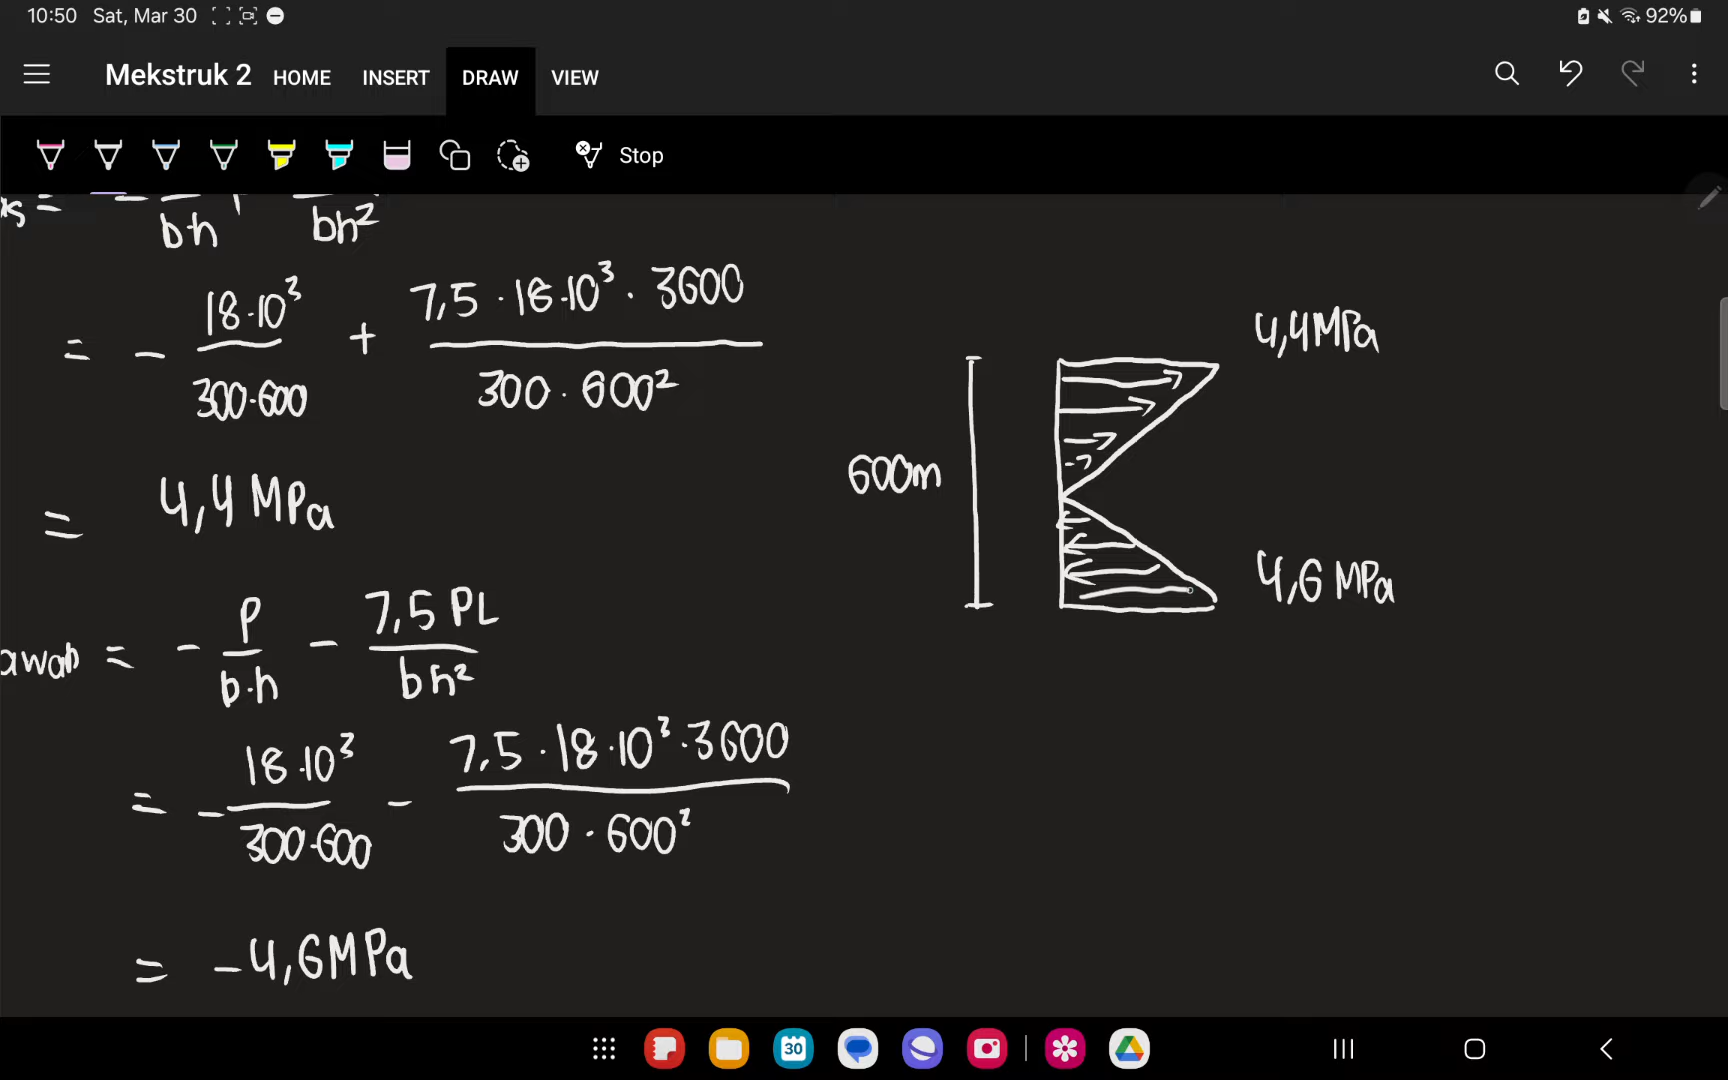 10:50 Sat, Mar 30 92%
Mekstruk 2 HOME INSERT DRAW VIEW
Stop
= - + 
b·h bh²
= - 18·10³ / 300·600 + 7,5·18·10³·3600 / 300·600²
= 4,4 MPa
awah = - P / b·h - 7,5 PL / bh²
= - 18·10³ / 300·600 - 7,5·18·10³·3600 / 300·600²
= -4,6 MPa
4,4 MPa
600m
4,6 MPa
30